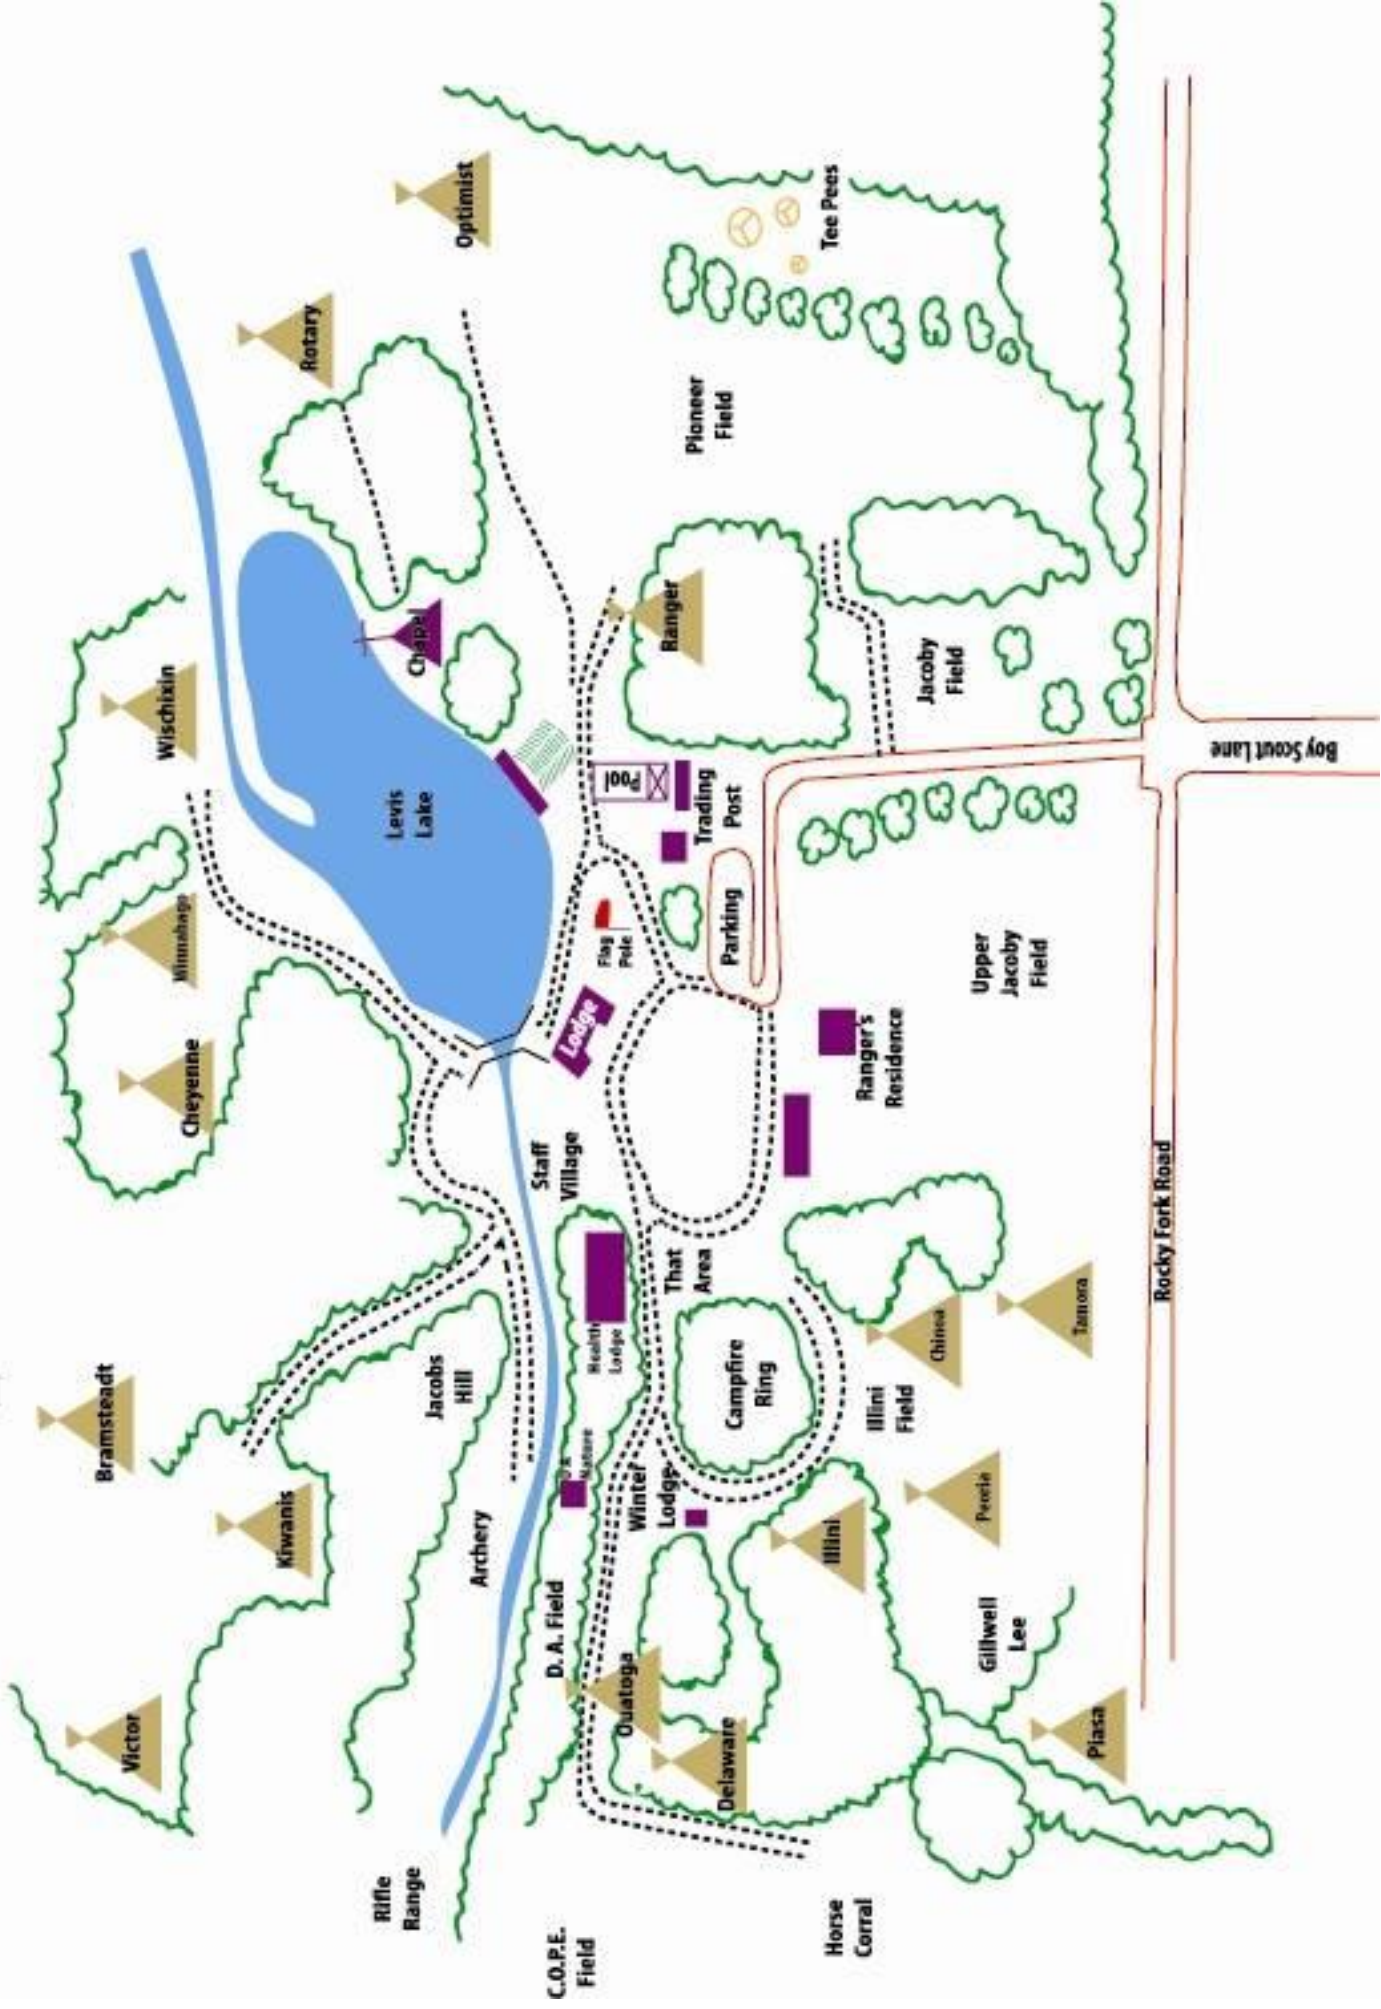 Victor
Bramsteadt
Kiwanis
Cheyenne
Winnahago
Wischixin
Rotary
Optimist
Rifle
Range
Archery
Jacobs
Hill
Levis
Lake
Chapel
C.O.P.E.
Field
D. A. Field
Nature
Health
Lodge
Staff
Village
Lodge
Flag
Pole
Pool
Ranger
Ouatoga
Delaware
Winter
Lodge
That
Area
Parking
Trading
Post
Pioneer
Field
Tee Pees
Horse
Corral
Illini
Campfire
Ring
Illini
Field
Chinoa
Ranger's
Residence
Upper
Jacoby
Field
Jacoby
Field
Gillwell
Lee
Peoria
Tamora
Piasa
Rocky Fork Road
Boy Scout Lane